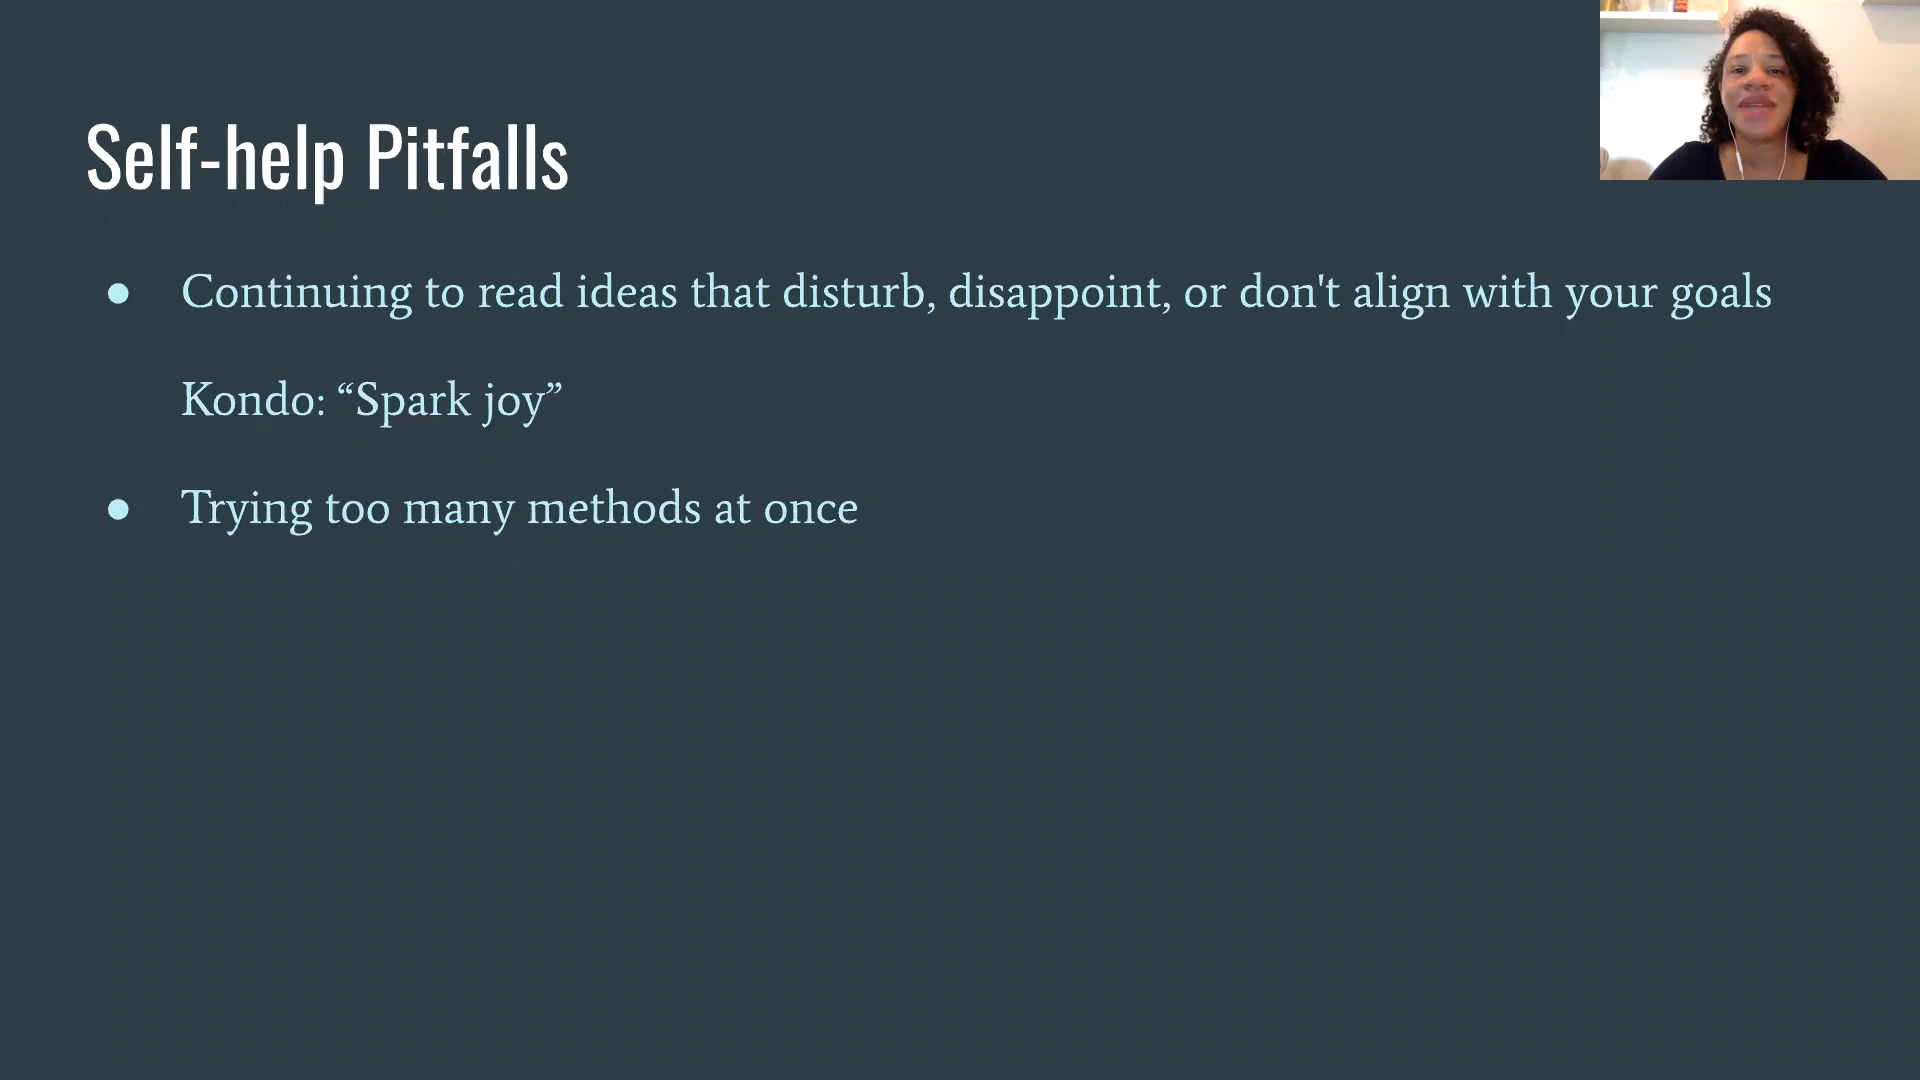 Self-help Pitfalls
● Continuing to read ideas that disturb, disappoint, or don't align with your goals
Kondo: “Spark joy”
● Trying too many methods at once